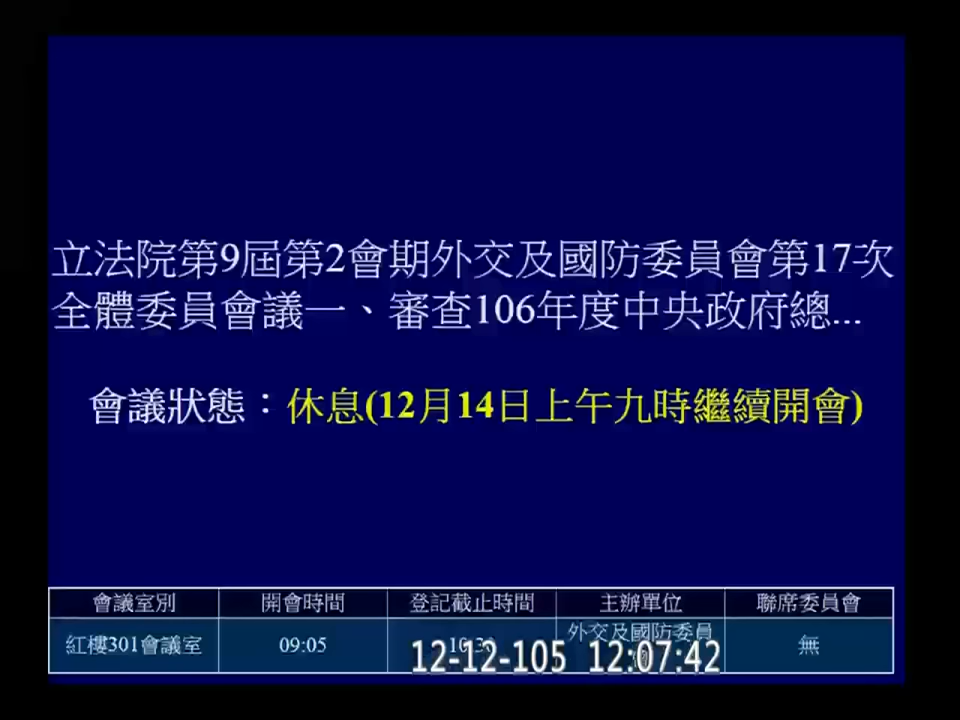 立法院第9屆第2會期外交及國防委員會第17次
全體委員會議一、審查106年度中央政府總...
會議狀態：休息(12月14日上午九時繼續開會)
會議室別 開會時間 登記截止時間 主辦單位 聯席委員會
紅樓301會議室 09:05 外交及國防委員 無
12-12-105 12:07:42